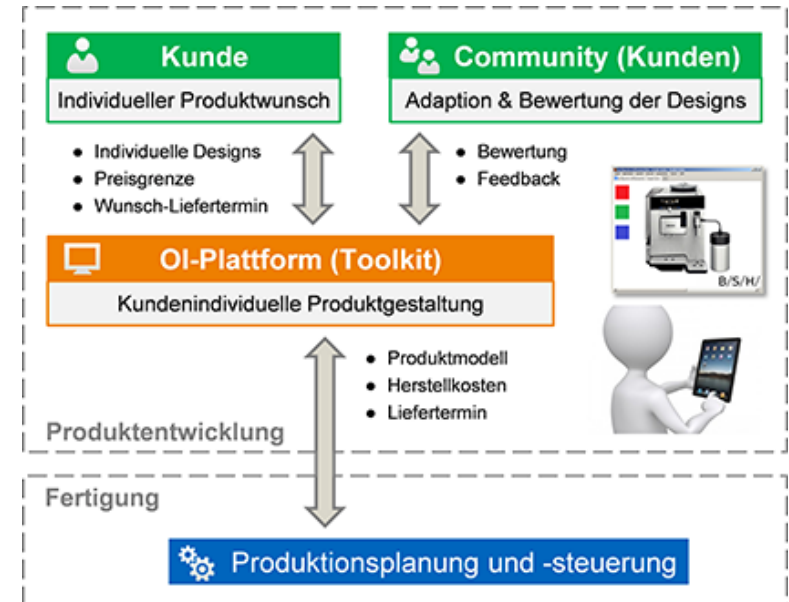 Kunde
Individueller Produktwunsch
Community (Kunden)
Adaption & Bewertung der Designs
• Individuelle Designs
• Preisgrenze
• Wunsch-Liefertermin
• Bewertung
• Feedback
B/S/H/
OI-Plattform (Toolkit)
Kundenindividuelle Produktgestaltung
• Produktmodell
• Herstellkosten
• Liefertermin
Produktentwicklung
Fertigung
Produktionsplanung und -steuerung